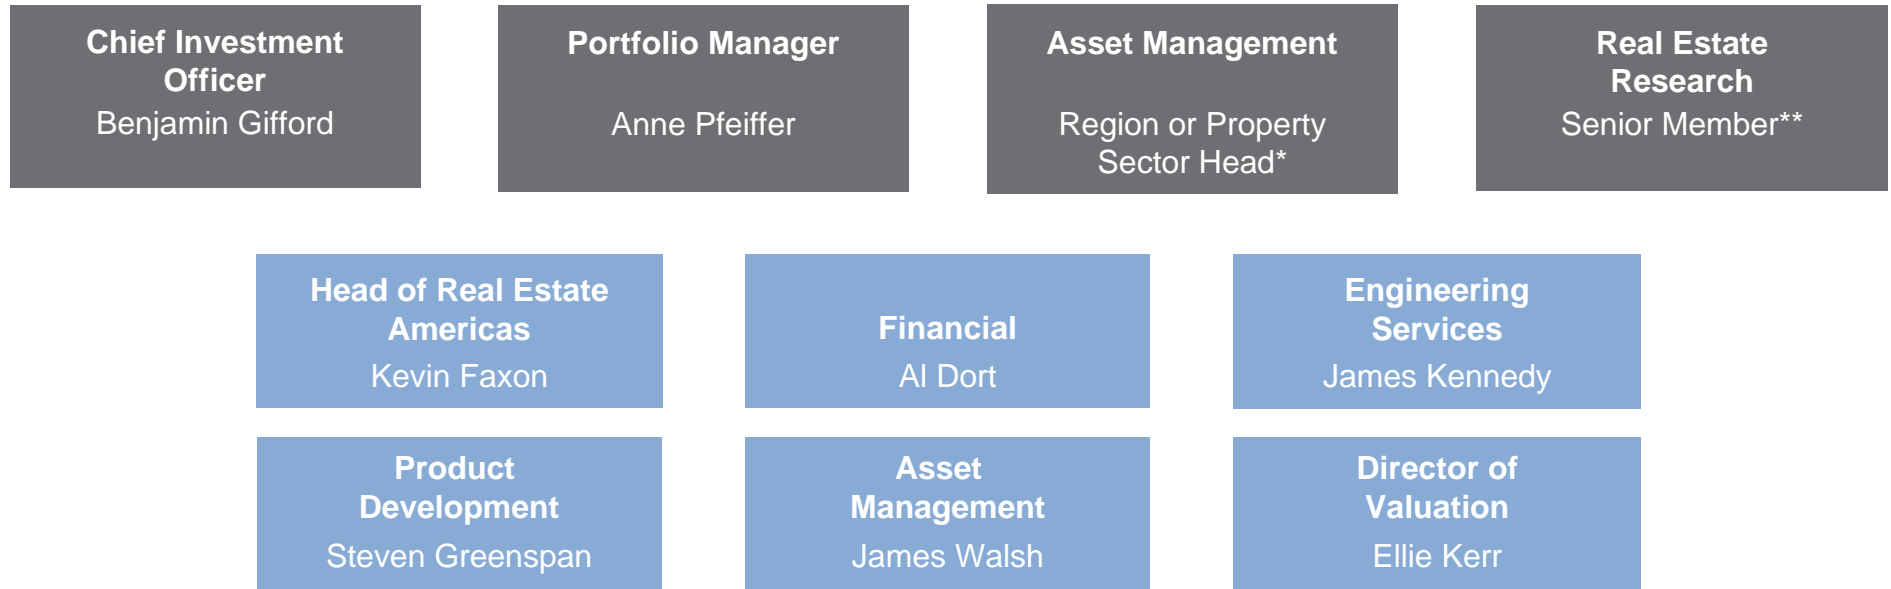 Chief Investment
Officer
Benjamin Gifford
Portfolio Manager
Anne Pfeiffer
Asset Management
Region or Property
Sector Head*
Real Estate
Research
Senior Member**
Head of Real Estate
Americas
Kevin Faxon
Financial
Al Dort
Engineering
Services
James Kennedy
Product
Development
Steven Greenspan
Asset
Management
James Walsh
Director of
Valuation
Ellie Kerr